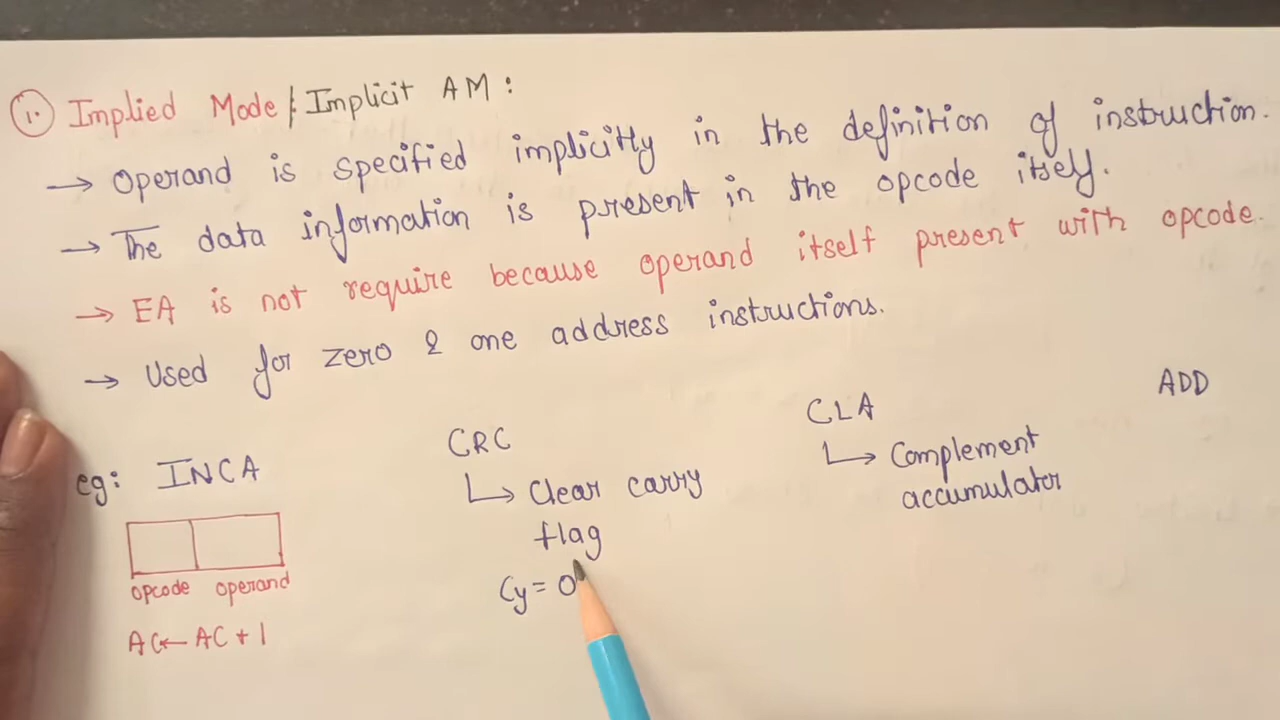 1. Implied Mode / Implicit AM :
→ Operand is specified implicitly in the definition of instruction.
→ The data information is present in the opcode itself.
→ EA is not require because operand itself present with opcode.
→ Used for zero & one address instructions.
eg: INCA
opcode operand
AC ← AC + 1
CRC
↳ Clear carry
flag
Cy = 0
CLA
↳ Complement
accumulator
ADD